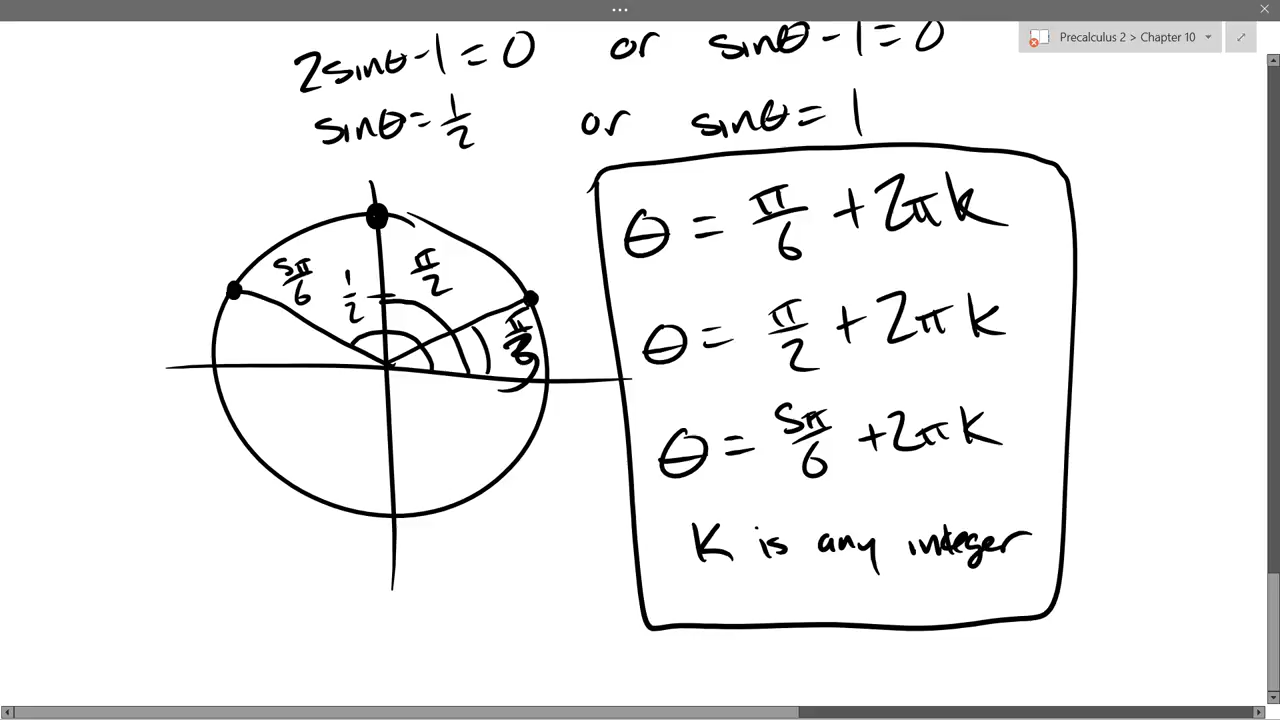 ...
Precalculus 2 > Chapter 10
2sinθ-1=0 or sinθ-1=0
sinθ=1/2 or sinθ=1
θ=π/6+2πk
5π/6 1/2 π/2
π/6
θ=π/2+2πk
θ=5π/6+2πk
K is any integer